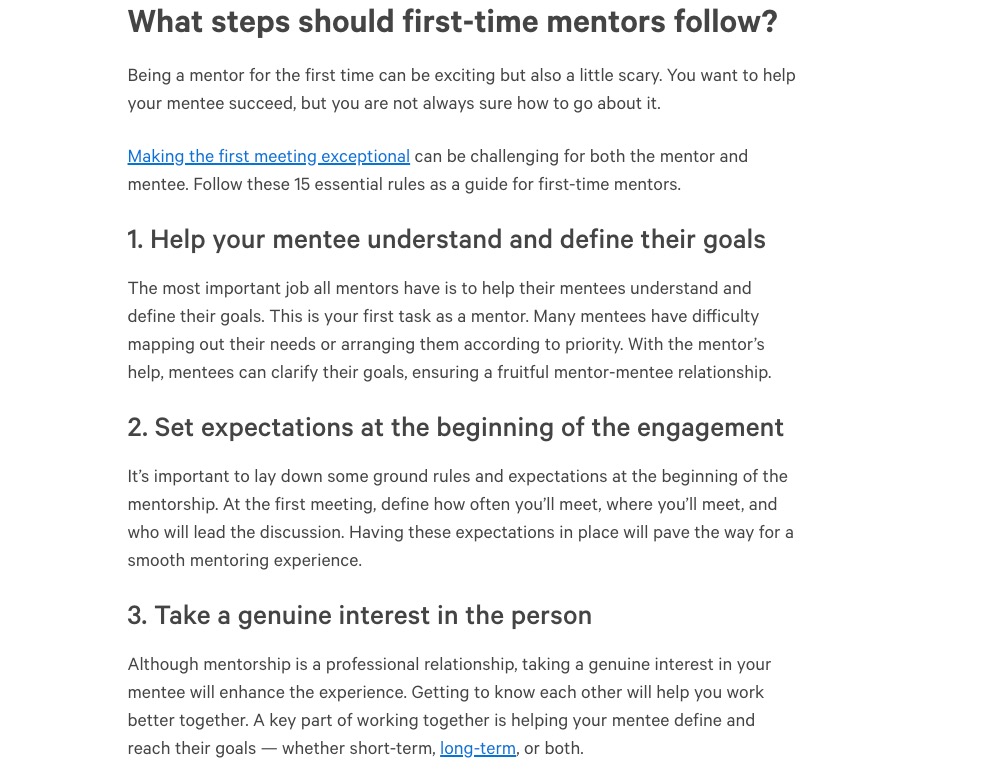 What steps should first-time mentors follow?
Being a mentor for the first time can be exciting but also a little scary. You want to help
your mentee succeed, but you are not always sure how to go about it.
Making the first meeting exceptional can be challenging for both the mentor and
mentee. Follow these 15 essential rules as a guide for first-time mentors.
1. Help your mentee understand and define their goals
The most important job all mentors have is to help their mentees understand and
define their goals. This is your first task as a mentor. Many mentees have difficulty
mapping out their needs or arranging them according to priority. With the mentor’s
help, mentees can clarify their goals, ensuring a fruitful mentor-mentee relationship.
2. Set expectations at the beginning of the engagement
It’s important to lay down some ground rules and expectations at the beginning of the
mentorship. At the first meeting, define how often you’ll meet, where you’ll meet, and
who will lead the discussion. Having these expectations in place will pave the way for a
smooth mentoring experience.
3. Take a genuine interest in the person
Although mentorship is a professional relationship, taking a genuine interest in your
mentee will enhance the experience. Getting to know each other will help you work
better together. A key part of working together is helping your mentee define and
reach their goals — whether short-term, long-term, or both.